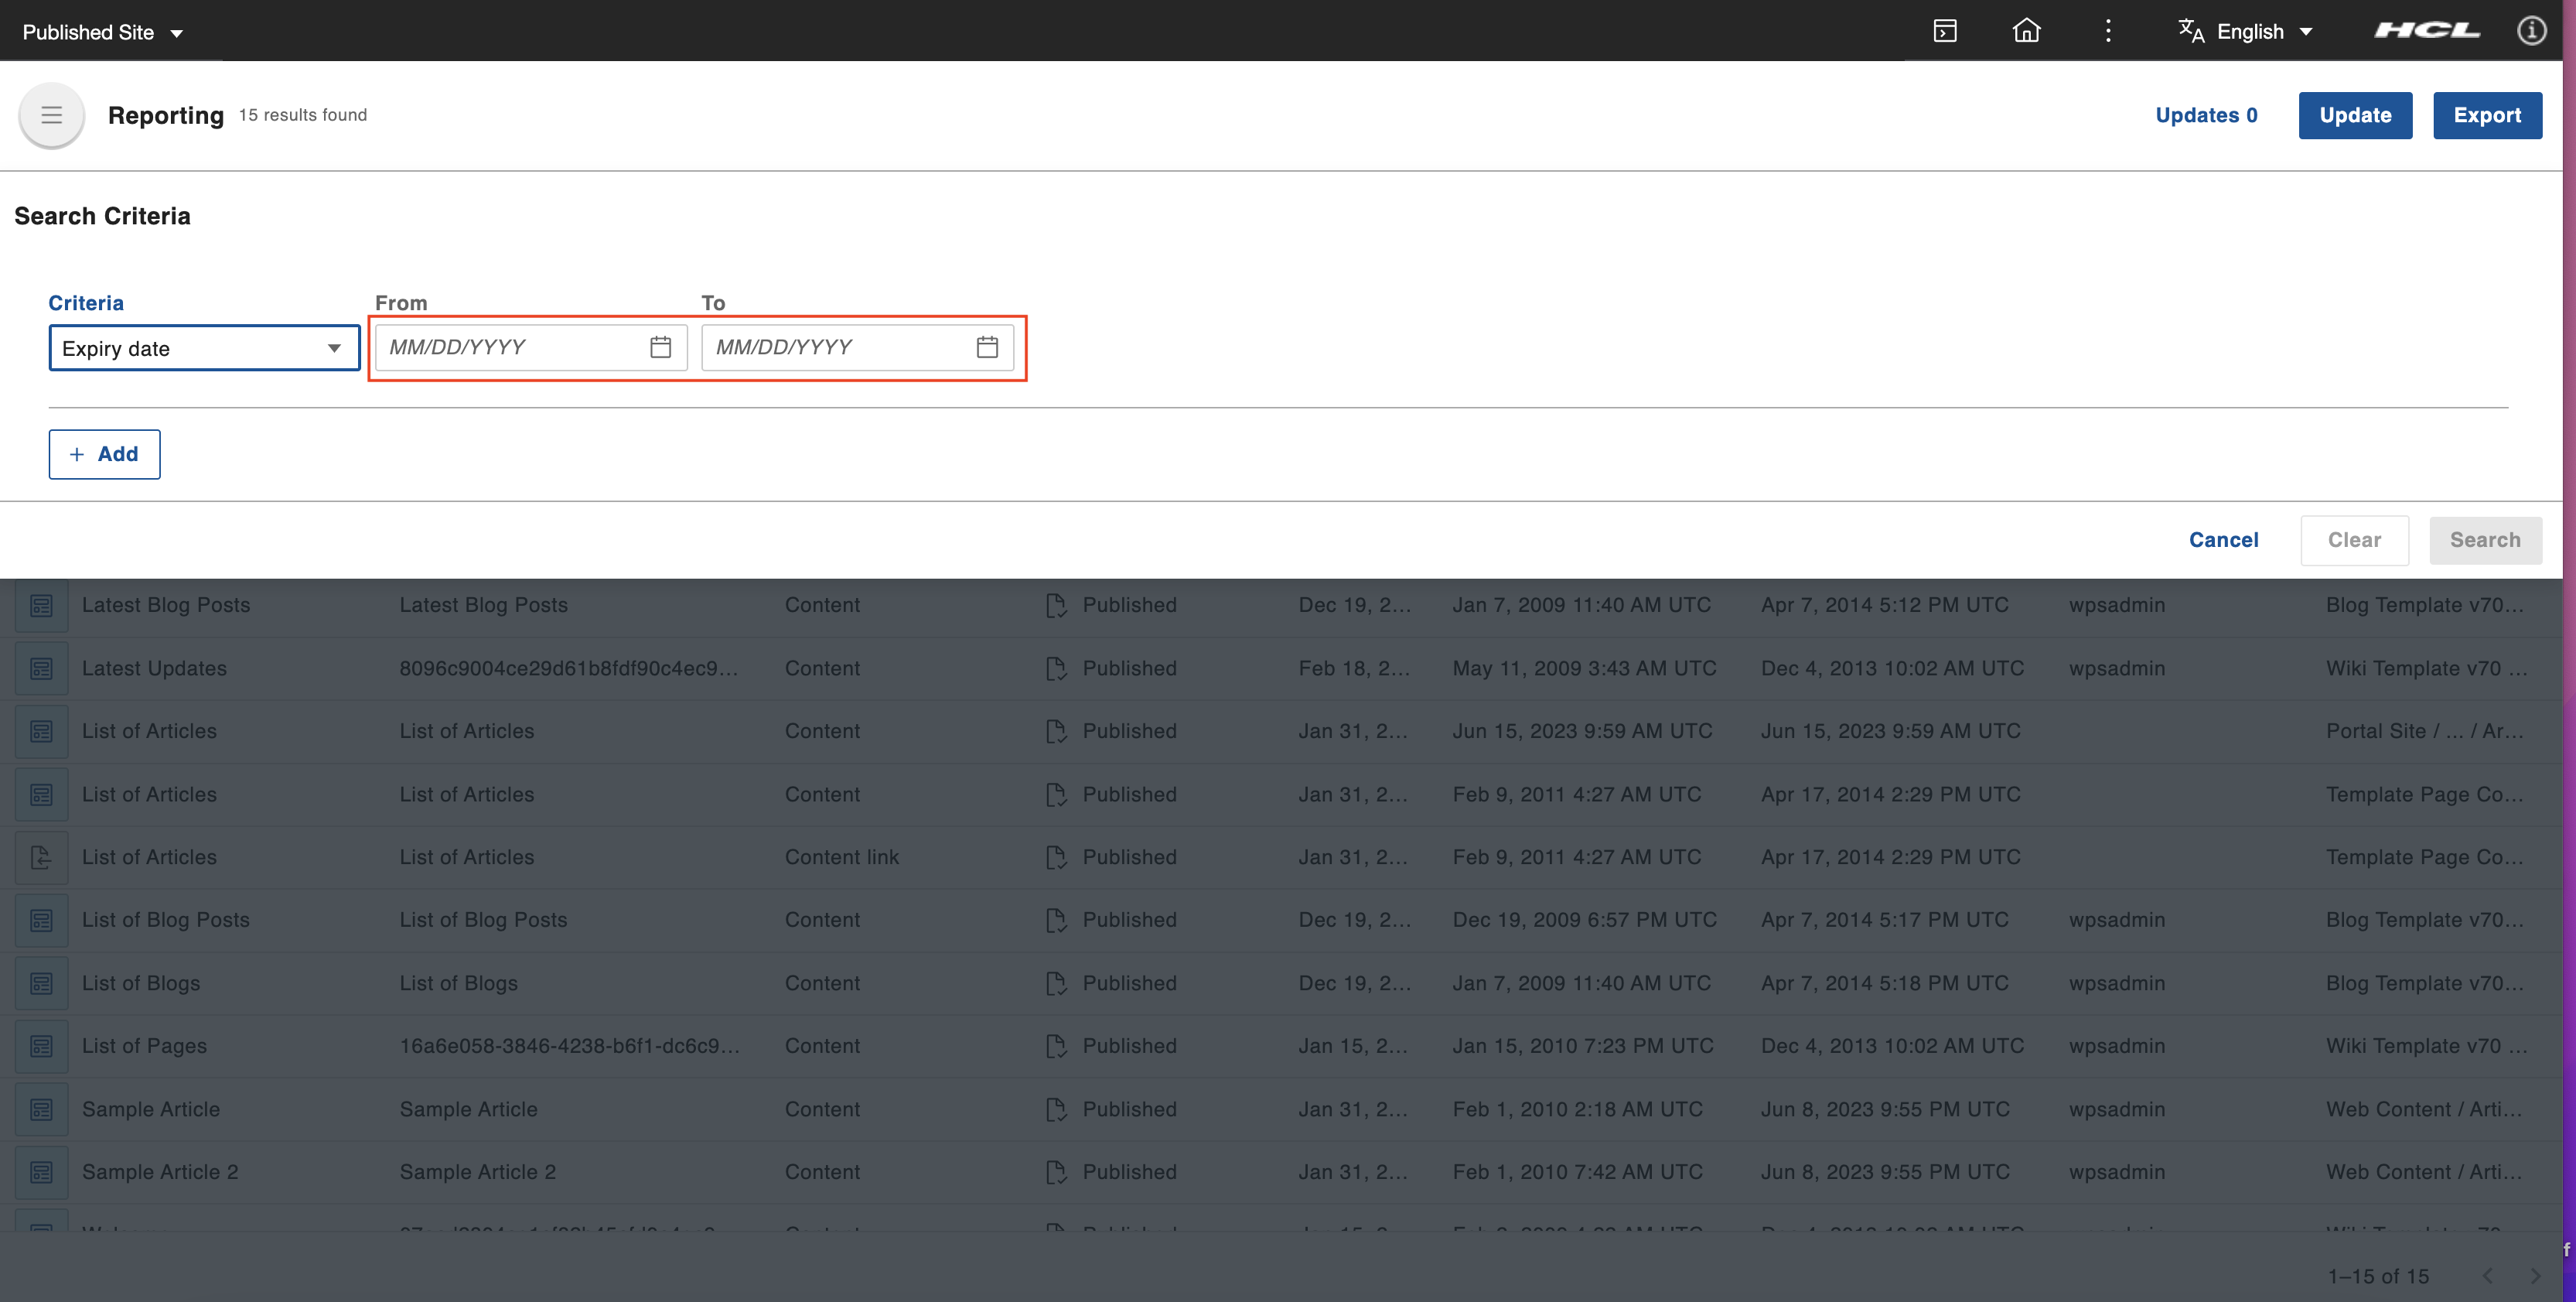 Published Site English HCL
Reporting 15 results found Updates 0 Update Export
Search Criteria
Criteria From To
Expiry date MM/DD/YYYY MM/DD/YYYY
+ Add
Cancel Clear Search
Latest Blog Posts Latest Blog Posts Content Published Dec 19, 2... Jan 7, 2009 11:40 AM UTC Apr 7, 2014 5:12 PM UTC wpsadmin Blog Template v70...
Latest Updates 8096c9004ce29d61b8fdf90c4ec9... Content Published Feb 18, 2... May 11, 2009 3:43 AM UTC Dec 4, 2013 10:02 AM UTC wpsadmin Wiki Template v70 ...
List of Articles List of Articles Content Published Jan 31, 2... Jun 15, 2023 9:59 AM UTC Jun 15, 2023 9:59 AM UTC Portal Site / ... / Ar...
List of Articles List of Articles Content Published Jan 31, 2... Feb 9, 2011 4:27 AM UTC Apr 17, 2014 2:29 PM UTC Template Page Co...
List of Articles List of Articles Content link Published Jan 31, 2... Feb 9, 2011 4:27 AM UTC Apr 17, 2014 2:29 PM UTC Template Page Co...
List of Blog Posts List of Blog Posts Content Published Dec 19, 2... Dec 19, 2009 6:57 PM UTC Apr 7, 2014 5:17 PM UTC wpsadmin Blog Template v70...
List of Blogs List of Blogs Content Published Dec 19, 2... Jan 7, 2009 11:40 AM UTC Apr 7, 2014 5:18 PM UTC wpsadmin Blog Template v70...
List of Pages 16a6e058-3846-4238-b6f1-dc6c9... Content Published Jan 15, 2... Jan 15, 2010 7:23 PM UTC Dec 4, 2013 10:02 AM UTC wpsadmin Wiki Template v70 ...
Sample Article Sample Article Content Published Jan 31, 2... Feb 1, 2010 2:18 AM UTC Jun 8, 2023 9:55 PM UTC wpsadmin Web Content / Arti...
Sample Article 2 Sample Article 2 Content Published Jan 31, 2... Feb 1, 2010 7:42 AM UTC Jun 8, 2023 9:55 PM UTC wpsadmin Web Content / Arti...
f
1–15 of 15